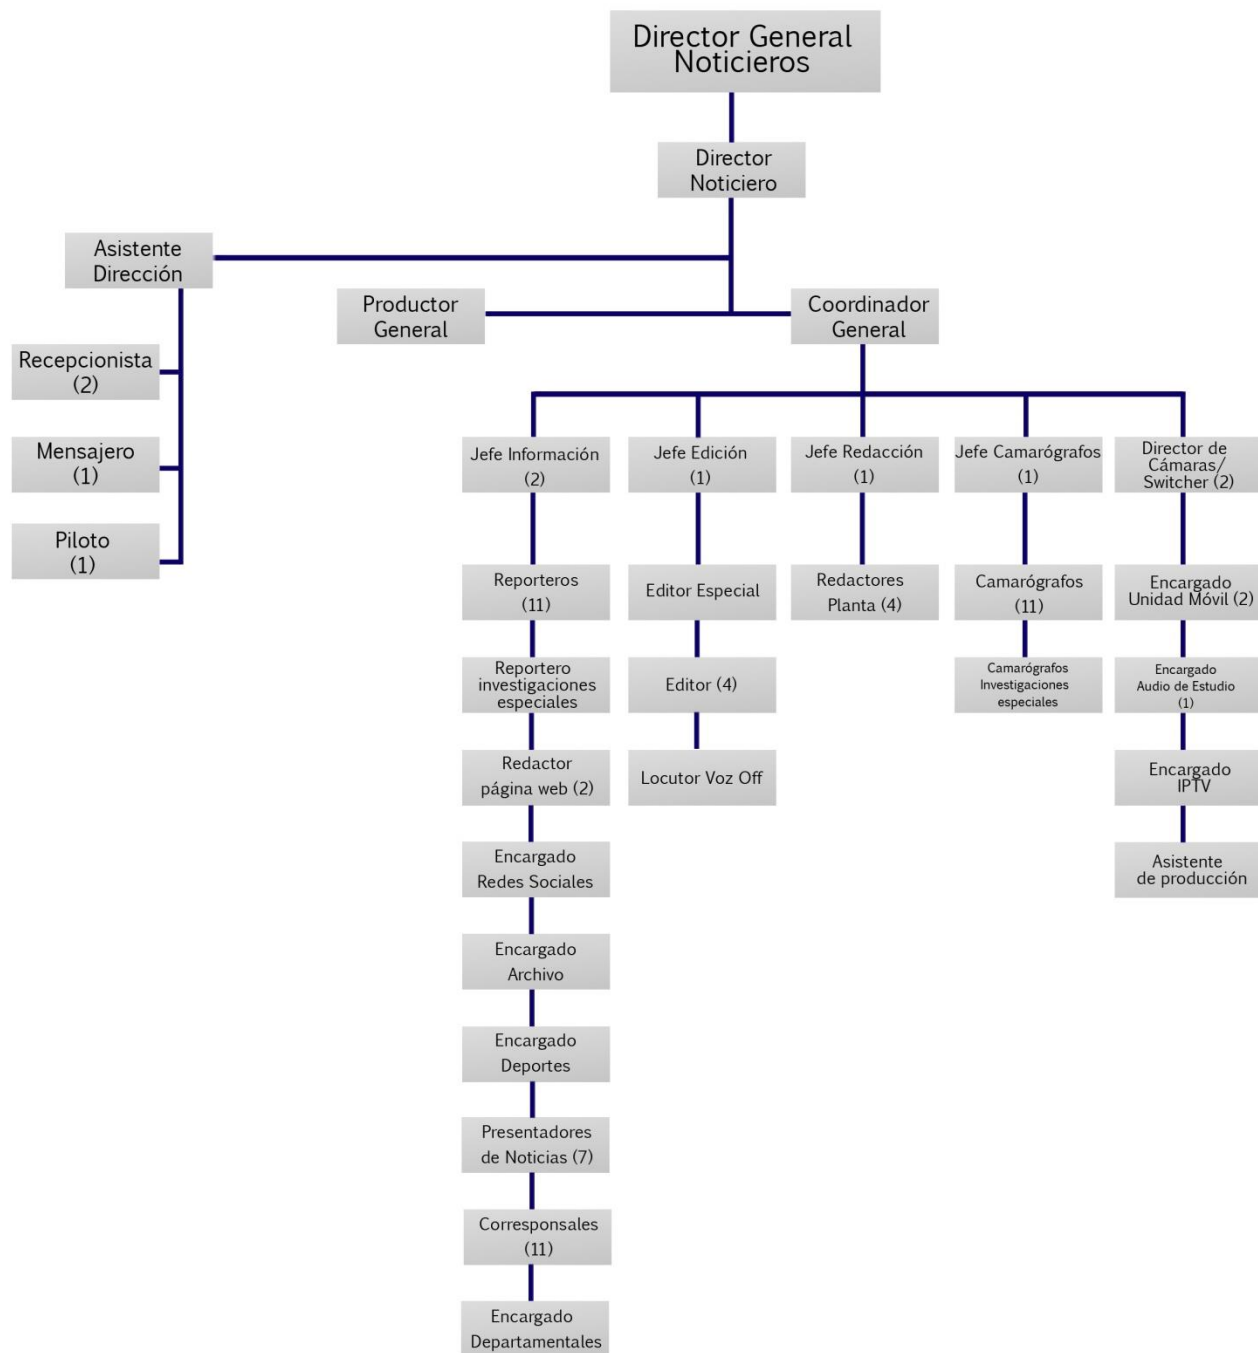 Director General
Noticieros
Director
Noticiero
Asistente
Dirección
Productor
General
Coordinador
General
Recepcionista
(2)
Mensajero
(1)
Piloto
(1)
Jefe Información
(2)
Jefe Edición
(1)
Jefe Redacción
(1)
Jefe Camarógrafos
(1)
Director de
Cámaras/
Switcher (2)
Reporteros
(11)
Editor Especial
Redactores
Planta (4)
Camarógrafos
(11)
Encargado
Unidad Móvil (2)
Reportero
investigaciones
especiales
Editor (4)
Camarógrafos
Investigaciones
especiales
Encargado
Audio de Estudio
(1)
Redactor
página web (2)
Locutor Voz Off
Encargado
IPTV
Encargado
Redes Sociales
Asistente
de producción
Encargado
Archivo
Encargado
Deportes
Presentadores
de Noticias (7)
Corresponsales
(11)
Encargado
Departamentales